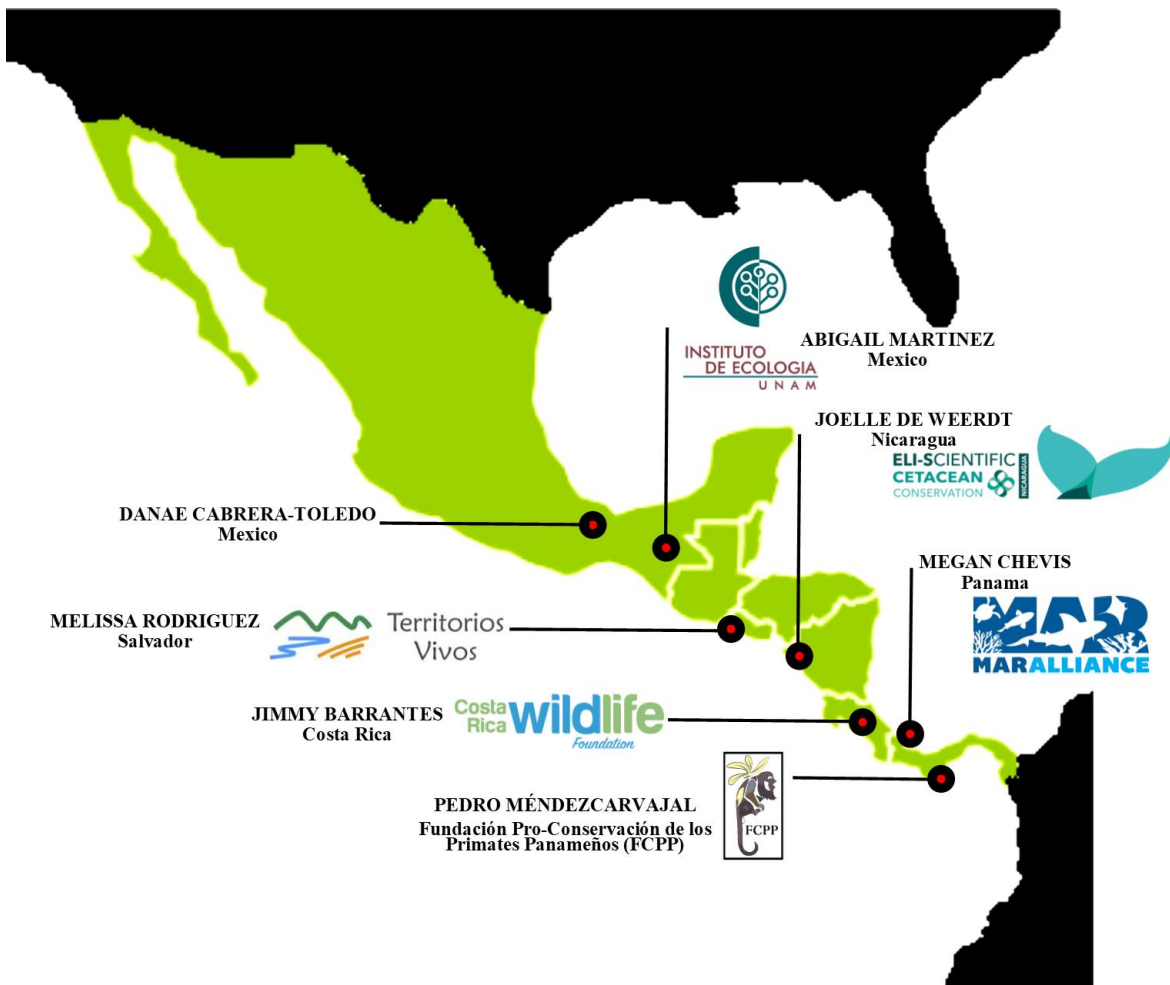 INSTITUTO
DE ECOLOGIA
UNAM
ABIGAIL MARTINEZ
Mexico
JOELLE DE WEERDT
Nicaragua
ELI-SCIENTIFIC
CETACEAN
CONSERVATION
NICARAGUA
DANAE CABRERA-TOLEDO
Mexico
MEGAN CHEVIS
Panama
MAR
MARALLIANCE
MELISSA RODRIGUEZ
Salvador
Territorios
Vivos
JIMMY BARRANTES
Costa Rica
Costa
Rica
wildlife
Foundation
PEDRO MÉNDEZCARVAJAL
Fundación Pro-Conservación de los
Primates Panameños (FCPP)
FCPP